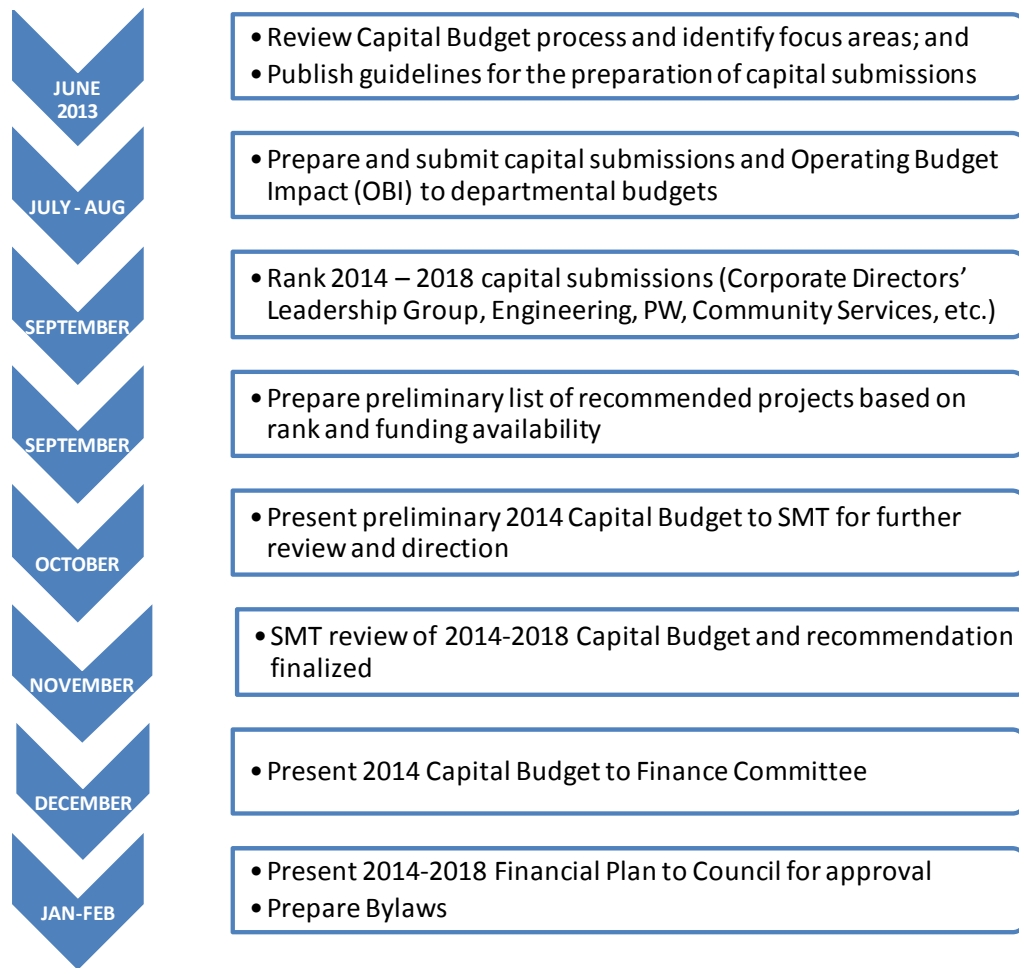 JUNE
2013
• Review Capital Budget process and identify focus areas; and
• Publish guidelines for the preparation of capital submissions
JULY - AUG
• Prepare and submit capital submissions and Operating Budget
Impact (OBI) to departmental budgets
SEPTEMBER
• Rank 2014 – 2018 capital submissions (Corporate Directors’
Leadership Group, Engineering, PW, Community Services, etc.)
SEPTEMBER
• Prepare preliminary list of recommended projects based on
rank and funding availability
OCTOBER
• Present preliminary 2014 Capital Budget to SMT for further
review and direction
NOVEMBER
• SMT review of 2014-2018 Capital Budget and recommendation
finalized
DECEMBER
• Present 2014 Capital Budget to Finance Committee
JAN-FEB
• Present 2014-2018 Financial Plan to Council for approval
• Prepare Bylaws